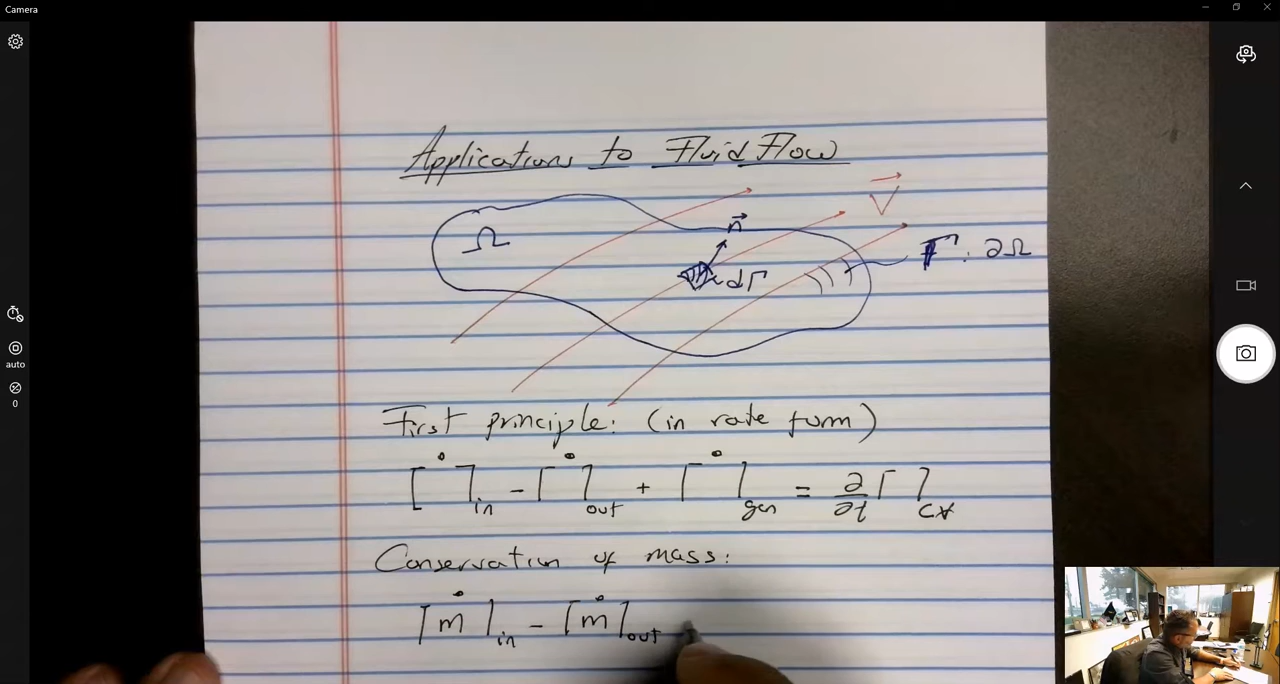 Camera
Applications to Fluid Flow
V⃗
Ω
n⃗
dΓ
Γ: ∂Ω
auto
0
First principle: (in rate form)
[ ̇ ]in - [ ̇ ]out + [ ̇ ]gen = ∂/∂t [ ]C∀
Conservation of mass:
[ṁ]in - [ṁ]out